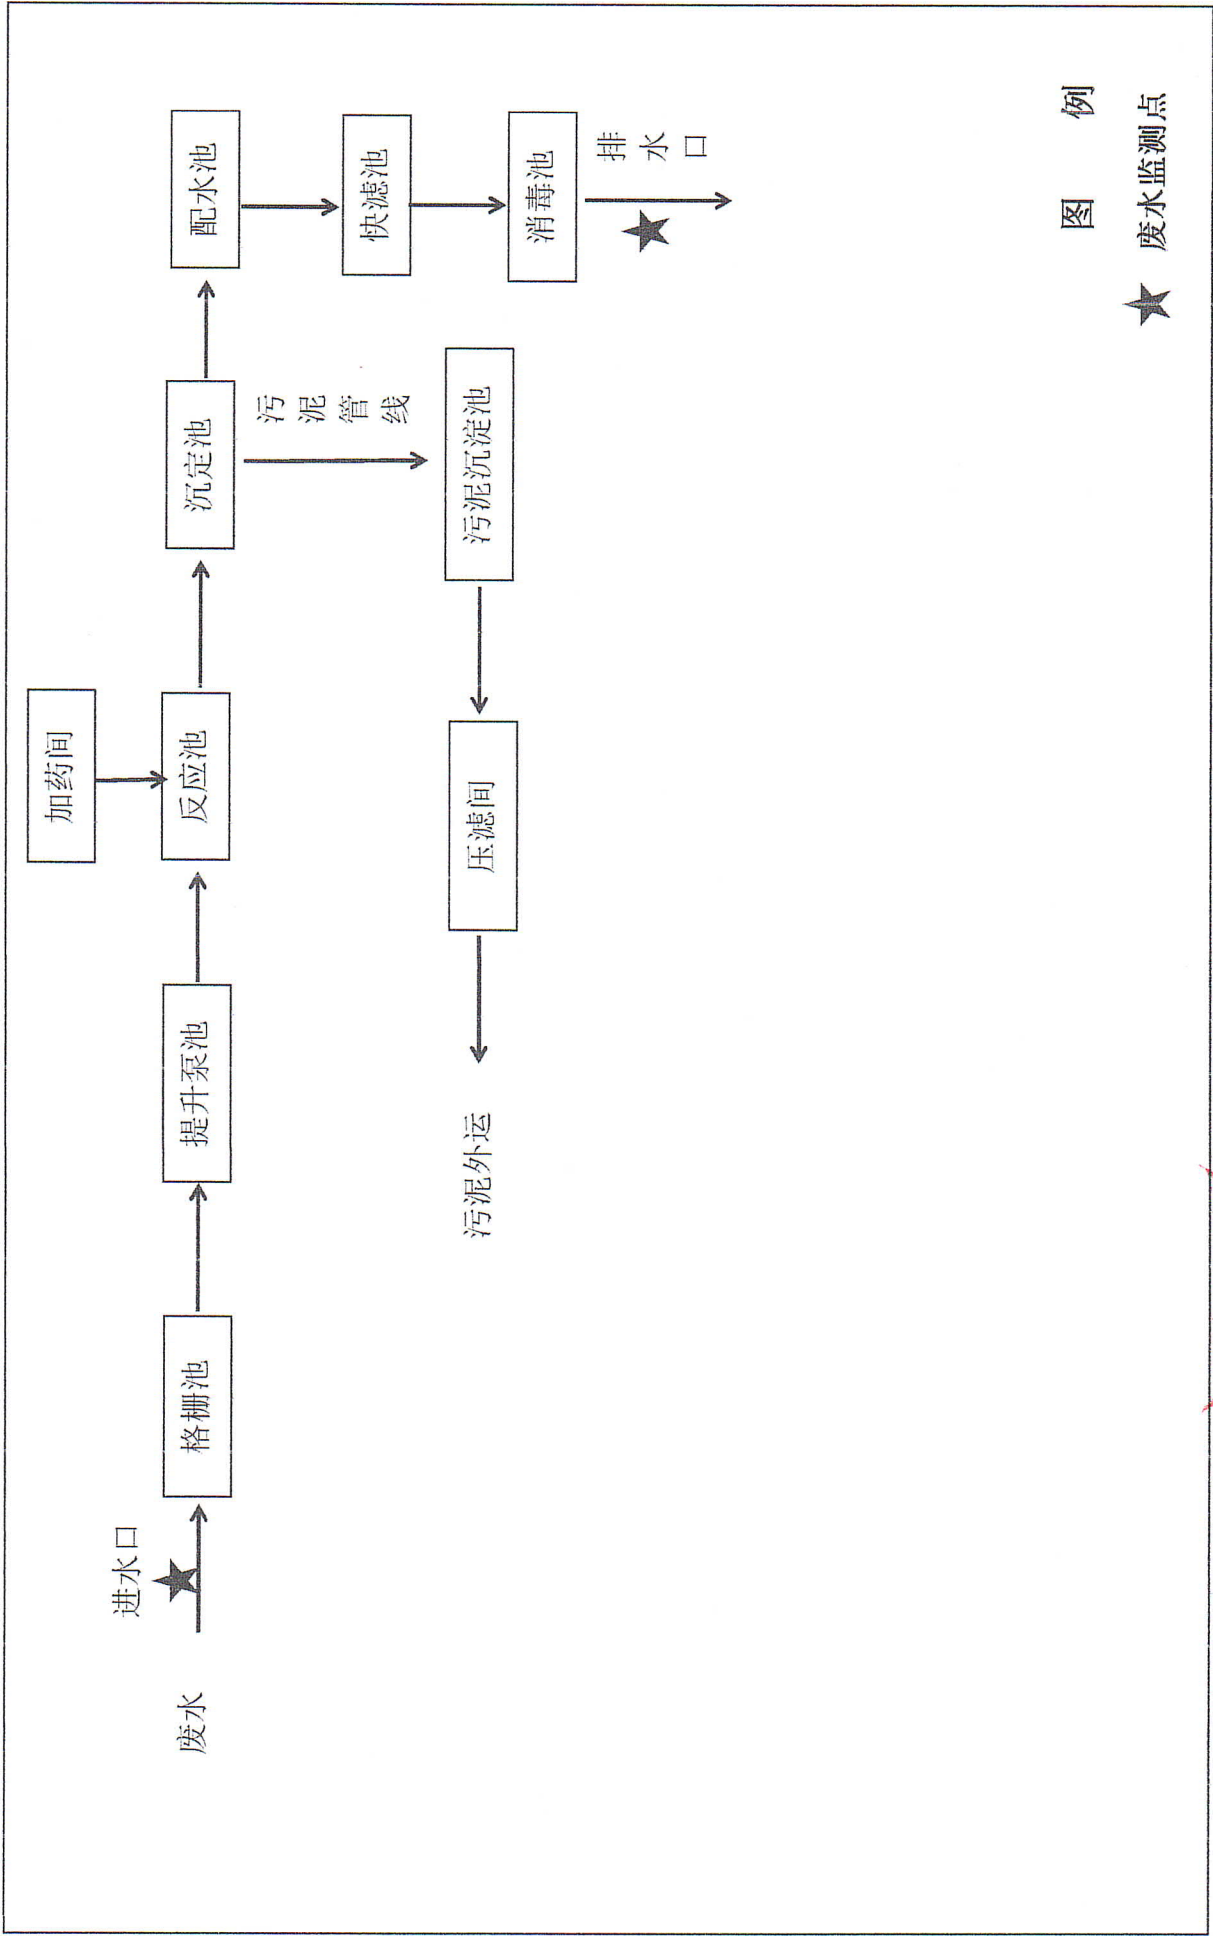 加药间
进水口
废水
格栅池
提升泵池
反应池
沉定池
配水池
污泥管线
快滤池
污泥外运
压滤间
污泥沉淀池
消毒池
排水口
图 例
废水监测点